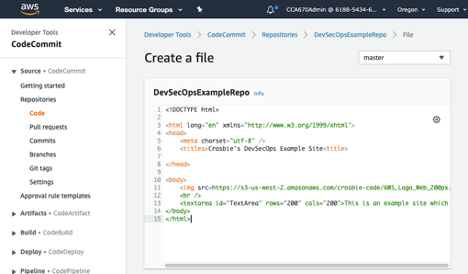 aws
Services
Resource Groups
CCA670Admin @ 6188-5434-6...
Oregon
Support
Developer Tools
CodeCommit
Source • CodeCommit
Getting started
Repositories
Code
Pull requests
Commits
Branches
Git tags
Settings
Approval rule templates
Artifacts • CodeArtifact
Build • CodeBuild
Deploy • CodeDeploy
Pipeline • CodePipeline
Developer Tools > CodeCommit > Repositories > DevSecOpsExampleRepo > File
Create a file
master
DevSecOpsExampleRepo Info
1 <!DOCTYPE html>
2
3 <html long="en" xmlns="http://www.w3.org/1999/xhtml">
4 <head>
5 <meta charset="utf-8" />
6 <titles>Crosbie's DevSecOps Example Site<title>
7
8 </head>
9
10 <body>
11 <img src=https://s3-us-west-2.amazonaws.com/crosbie-code/AWS_Logo_Web_200px.
12 <br />
13 <textarea id="TextArea" rows="200" cols="200">This is an example site which
14 </body>
15 </html>